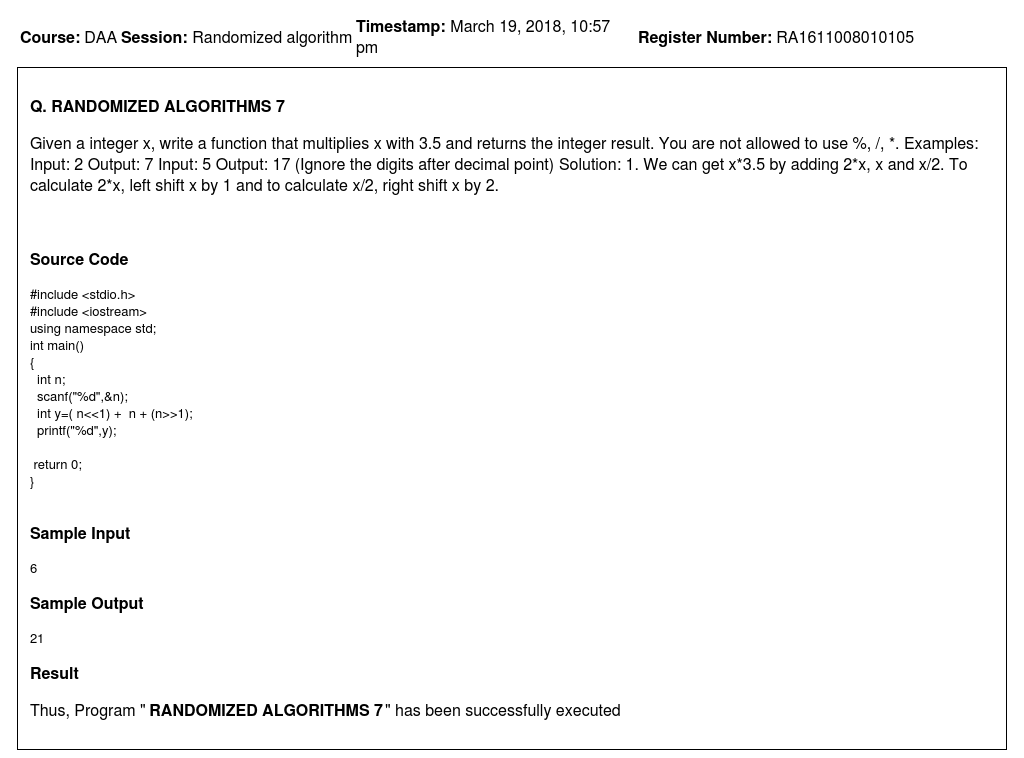 Course: DAA Session: Randomized algorithm Timestamp: March 19, 2018, 10:57 pm Register Number: RA1611008010105
Q. RANDOMIZED ALGORITHMS 7
Given a integer x, write a function that multiplies x with 3.5 and returns the integer result. You are not allowed to use %, /, *. Examples:
Input: 2 Output: 7 Input: 5 Output: 17 (Ignore the digits after decimal point) Solution: 1. We can get x*3.5 by adding 2*x, x and x/2. To
calculate 2*x, left shift x by 1 and to calculate x/2, right shift x by 2.
Source Code
#include <stdio.h>
#include <iostream>
using namespace std;
int main()
{
  int n;
  scanf("%d",&n);
  int y=( n<<1) +  n + (n>>1);
  printf("%d",y);
 return 0;
}
Sample Input
6
Sample Output
21
Result
Thus, Program " RANDOMIZED ALGORITHMS 7" has been successfully executed